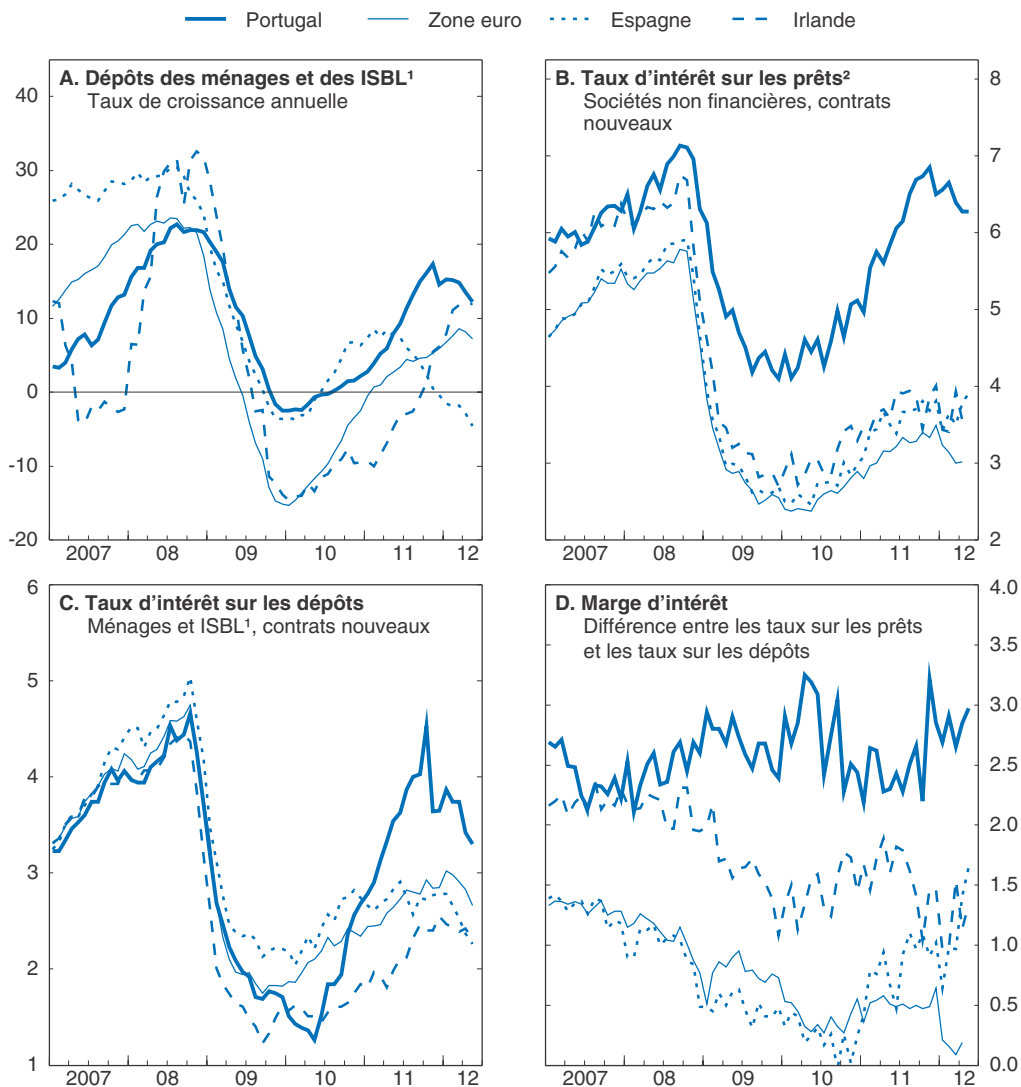 Portugal Zone euro Espagne Irlande
A. Dépôts des ménages et des ISBL¹
Taux de croissance annuelle
40
30
20
10
0
-10
-20
2007 08 09 10 11 12
B. Taux d'intérêt sur les prêts²
Sociétés non financières, contrats
nouveaux
8
7
6
5
4
3
2
2007 08 09 10 11 12
C. Taux d'intérêt sur les dépôts
Ménages et ISBL¹, contrats nouveaux
6
5
4
3
2
1
2007 08 09 10 11 12
D. Marge d'intérêt
Différence entre les taux sur les prêts
et les taux sur les dépôts
4.0
3.5
3.0
2.5
2.0
1.5
1.0
0.5
0.0
2007 08 09 10 11 12